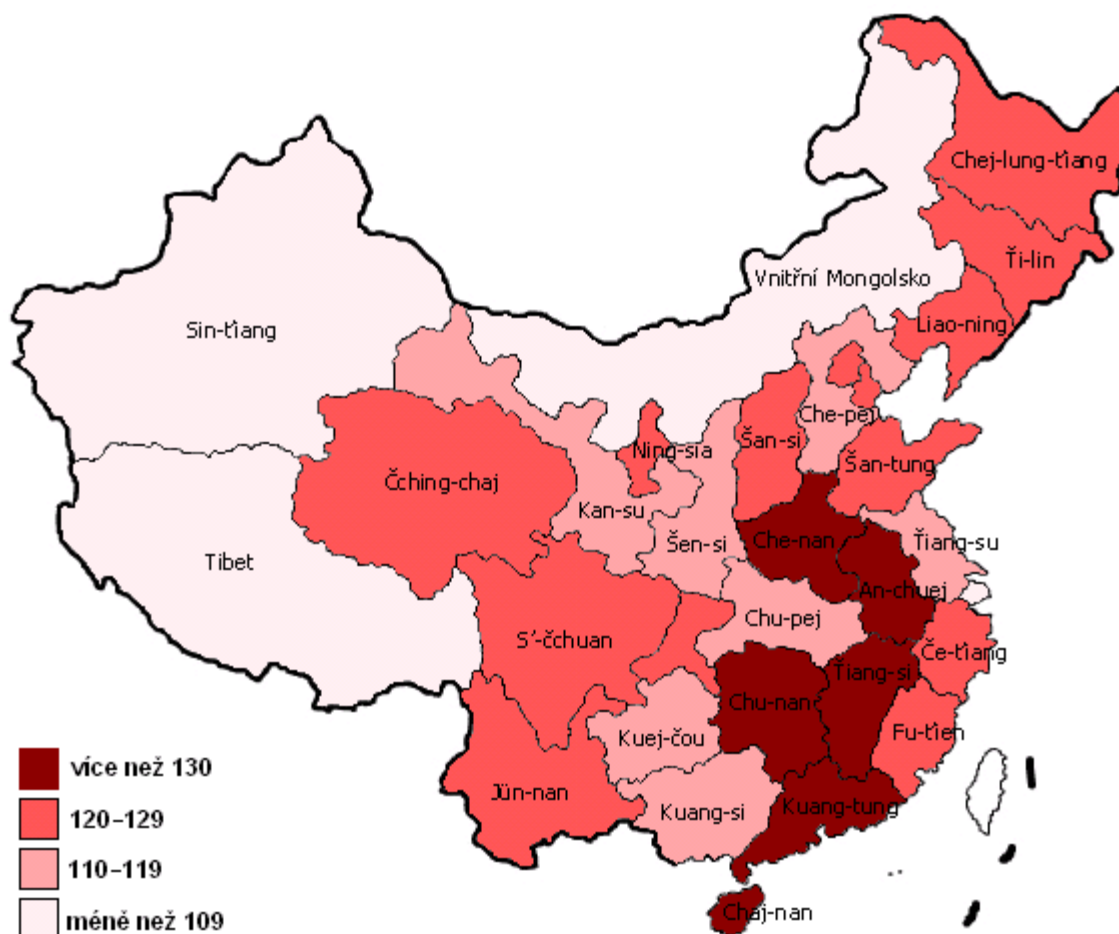 Chej-lung-ťiang
Ťi-lin
Vnitřní Mongolsko
Liao-ning
Sin-ťiang
Che-pej
Ning-sia
Šan-si
Šan-tung
Čching-chaj
Kan-su
Ťiang-su
Šen-si
Che-nan
Tibet
An-chuej
Chu-pej
S'-čchuan
Če-ťiang
Ťiang-si
Chu-nan
Fu-ťien
Kuej-čou
Jün-nan
Kuang-si
Kuang-tung
Chaj-nan
více než 130
120–129
110–119
méně než 109